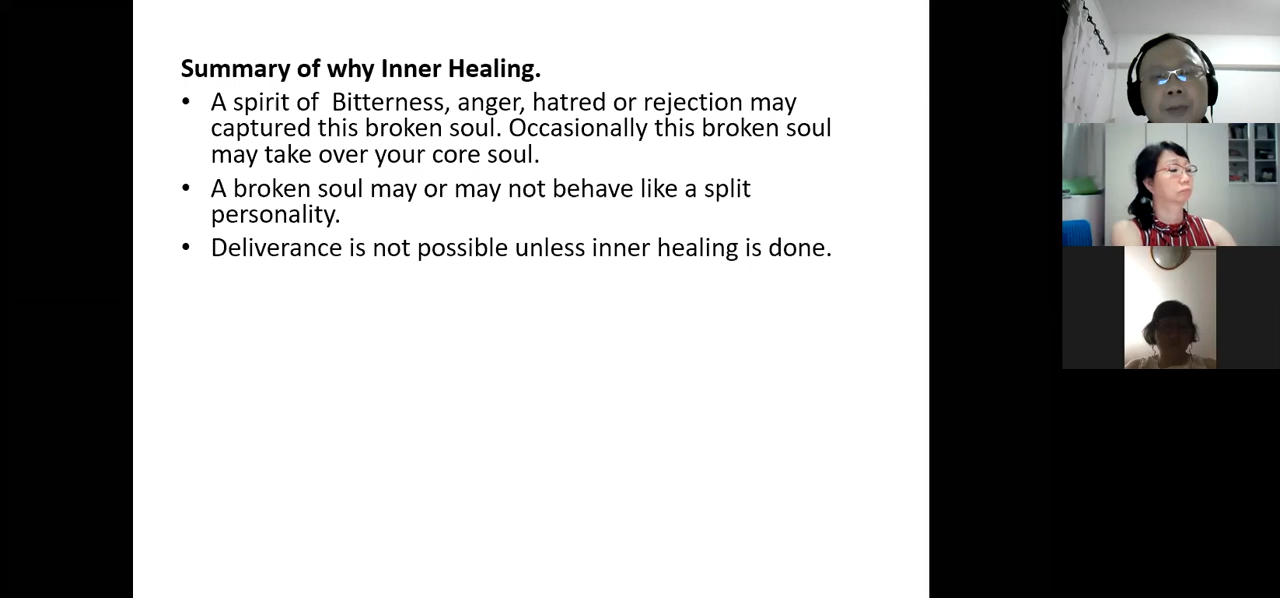 Summary of why Inner Healing.
• A spirit of  Bitterness, anger, hatred or rejection may
captured this broken soul. Occasionally this broken soul
may take over your core soul.
• A broken soul may or may not behave like a split
personality.
• Deliverance is not possible unless inner healing is done.